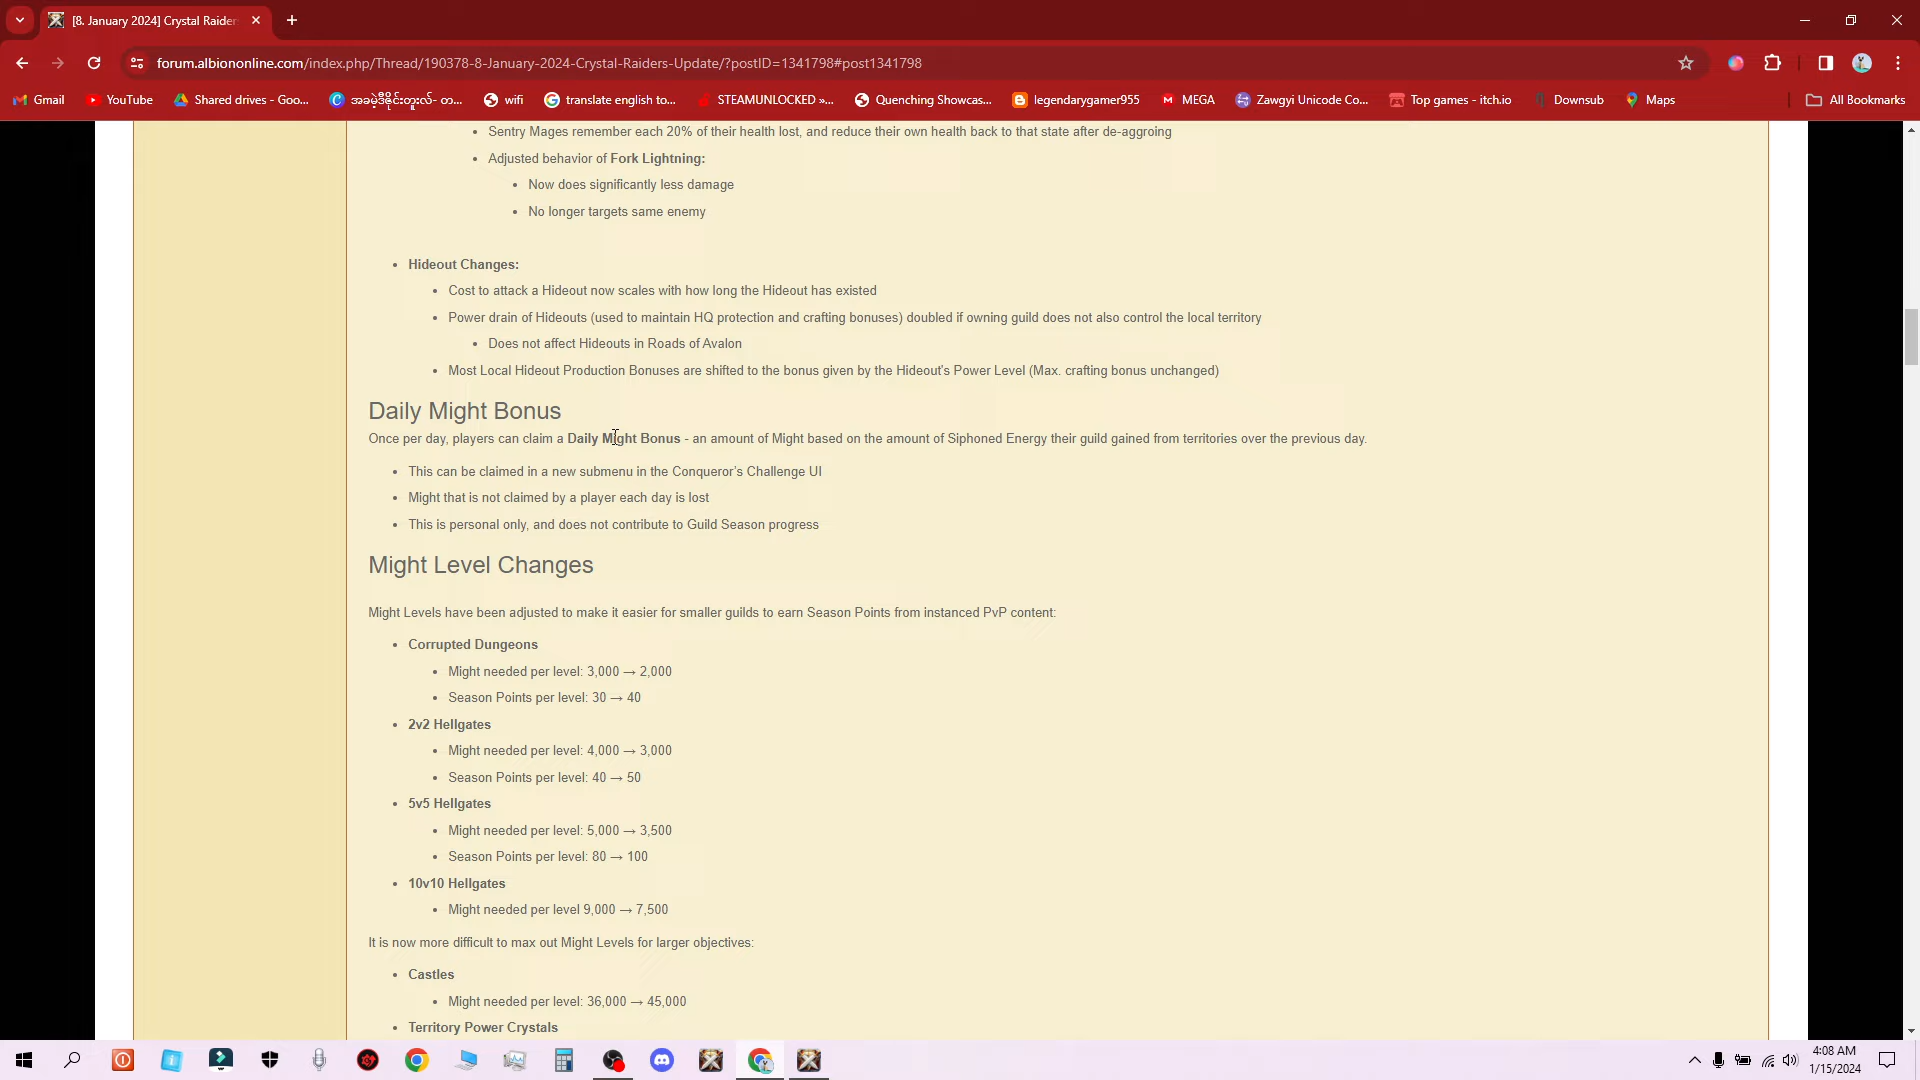 [8. January 2024] Crystal Raiders
forum.albiononline.com/index.php/Thread/190378-8-January-2024-Crystal-Raiders-Update/?postID=1341798#post1341798
Gmail YouTube Shared drives - Goo... wifi translate english to... STEAMUNLOCKED »... Quenching Showcas... legendarygamer955 MEGA Zawgyi Unicode Co... Top games - itch.io Downsub Maps All Bookmarks
Sentry Mages remember each 20% of their health lost, and reduce their own health back to that state after de-aggroing
Adjusted behavior of Fork Lightning:
Now does significantly less damage
No longer targets same enemy
Hideout Changes:
Cost to attack a Hideout now scales with how long the Hideout has existed
Power drain of Hideouts (used to maintain HQ protection and crafting bonuses) doubled if owning guild does not also control the local territory
Does not affect Hideouts in Roads of Avalon
Most Local Hideout Production Bonuses are shifted to the bonus given by the Hideout's Power Level (Max. crafting bonus unchanged)
Daily Might Bonus
Once per day, players can claim a Daily Might Bonus - an amount of Might based on the amount of Siphoned Energy their guild gained from territories over the previous day.
This can be claimed in a new submenu in the Conqueror's Challenge UI
Might that is not claimed by a player each day is lost
This is personal only, and does not contribute to Guild Season progress
Might Level Changes
Might Levels have been adjusted to make it easier for smaller guilds to earn Season Points from instanced PvP content:
Corrupted Dungeons
Might needed per level: 3,000 → 2,000
Season Points per level: 30 → 40
2v2 Hellgates
Might needed per level: 4,000 → 3,000
Season Points per level: 40 → 50
5v5 Hellgates
Might needed per level: 5,000 → 3,500
Season Points per level: 80 → 100
10v10 Hellgates
Might needed per level 9,000 → 7,500
It is now more difficult to max out Might Levels for larger objectives:
Castles
Might needed per level: 36,000 → 45,000
Territory Power Crystals
4:08 AM
1/15/2024